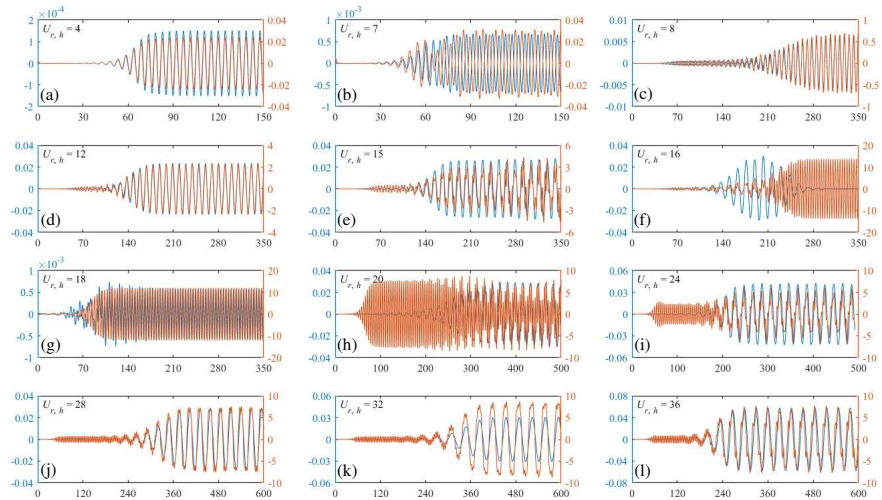 ×10⁻⁴
2 0.04
U_{r, h} = 4
1 0.02
0 0
-1 -0.02
(a)
-2 -0.04
0 30 60 90 120 150
×10⁻³
1 0.04
U_{r, h} = 7
0.5 0.02
0 0
-0.5 -0.02
(b)
-1 -0.04
0 30 60 90 120 150
0.01 1
U_{r, h} = 8
0.005 0.5
0 0
-0.005 -0.5
(c)
-0.01 -1
0 70 140 210 280 350
0.04 4
U_{r, h} = 12
0.02 2
0 0
-0.02 -2
(d)
-0.04 -4
0 70 140 210 280 350
0.04 6
U_{r, h} = 15
0.02 3
0 0
-0.02 -3
(e)
-0.04 -6
0 70 140 210 280 350
0.04 20
U_{r, h} = 16
0.02 10
0 0
-0.02 -10
(f)
-0.04 -20
0 70 140 210 280 350
×10⁻³
1 20
U_{r, h} = 18
0.5 10
0 0
-0.5 -10
(g)
-1 -20
0 70 140 210 280 350
0.04 10
U_{r, h} = 20
0.02 5
0 0
-0.02 -5
(h)
-0.04 -10
0 100 200 300 400 500
0.06 10
U_{r, h} = 24
0.03 5
0 0
-0.03 -5
(i)
-0.06 -10
0 100 200 300 400 500
0.04 10
U_{r, h} = 28
0.02 5
0 0
-0.02 -5
(j)
-0.04 -10
0 120 240 360 480 600
0.06 10
U_{r, h} = 32
0.03 5
0 0
-0.03 -5
(k)
-0.06 -10
0 120 240 360 480 600
0.08 10
U_{r, h} = 36
0.04 5
0 0
-0.04 -5
(l)
-0.08 -10
0 120 240 360 480 600